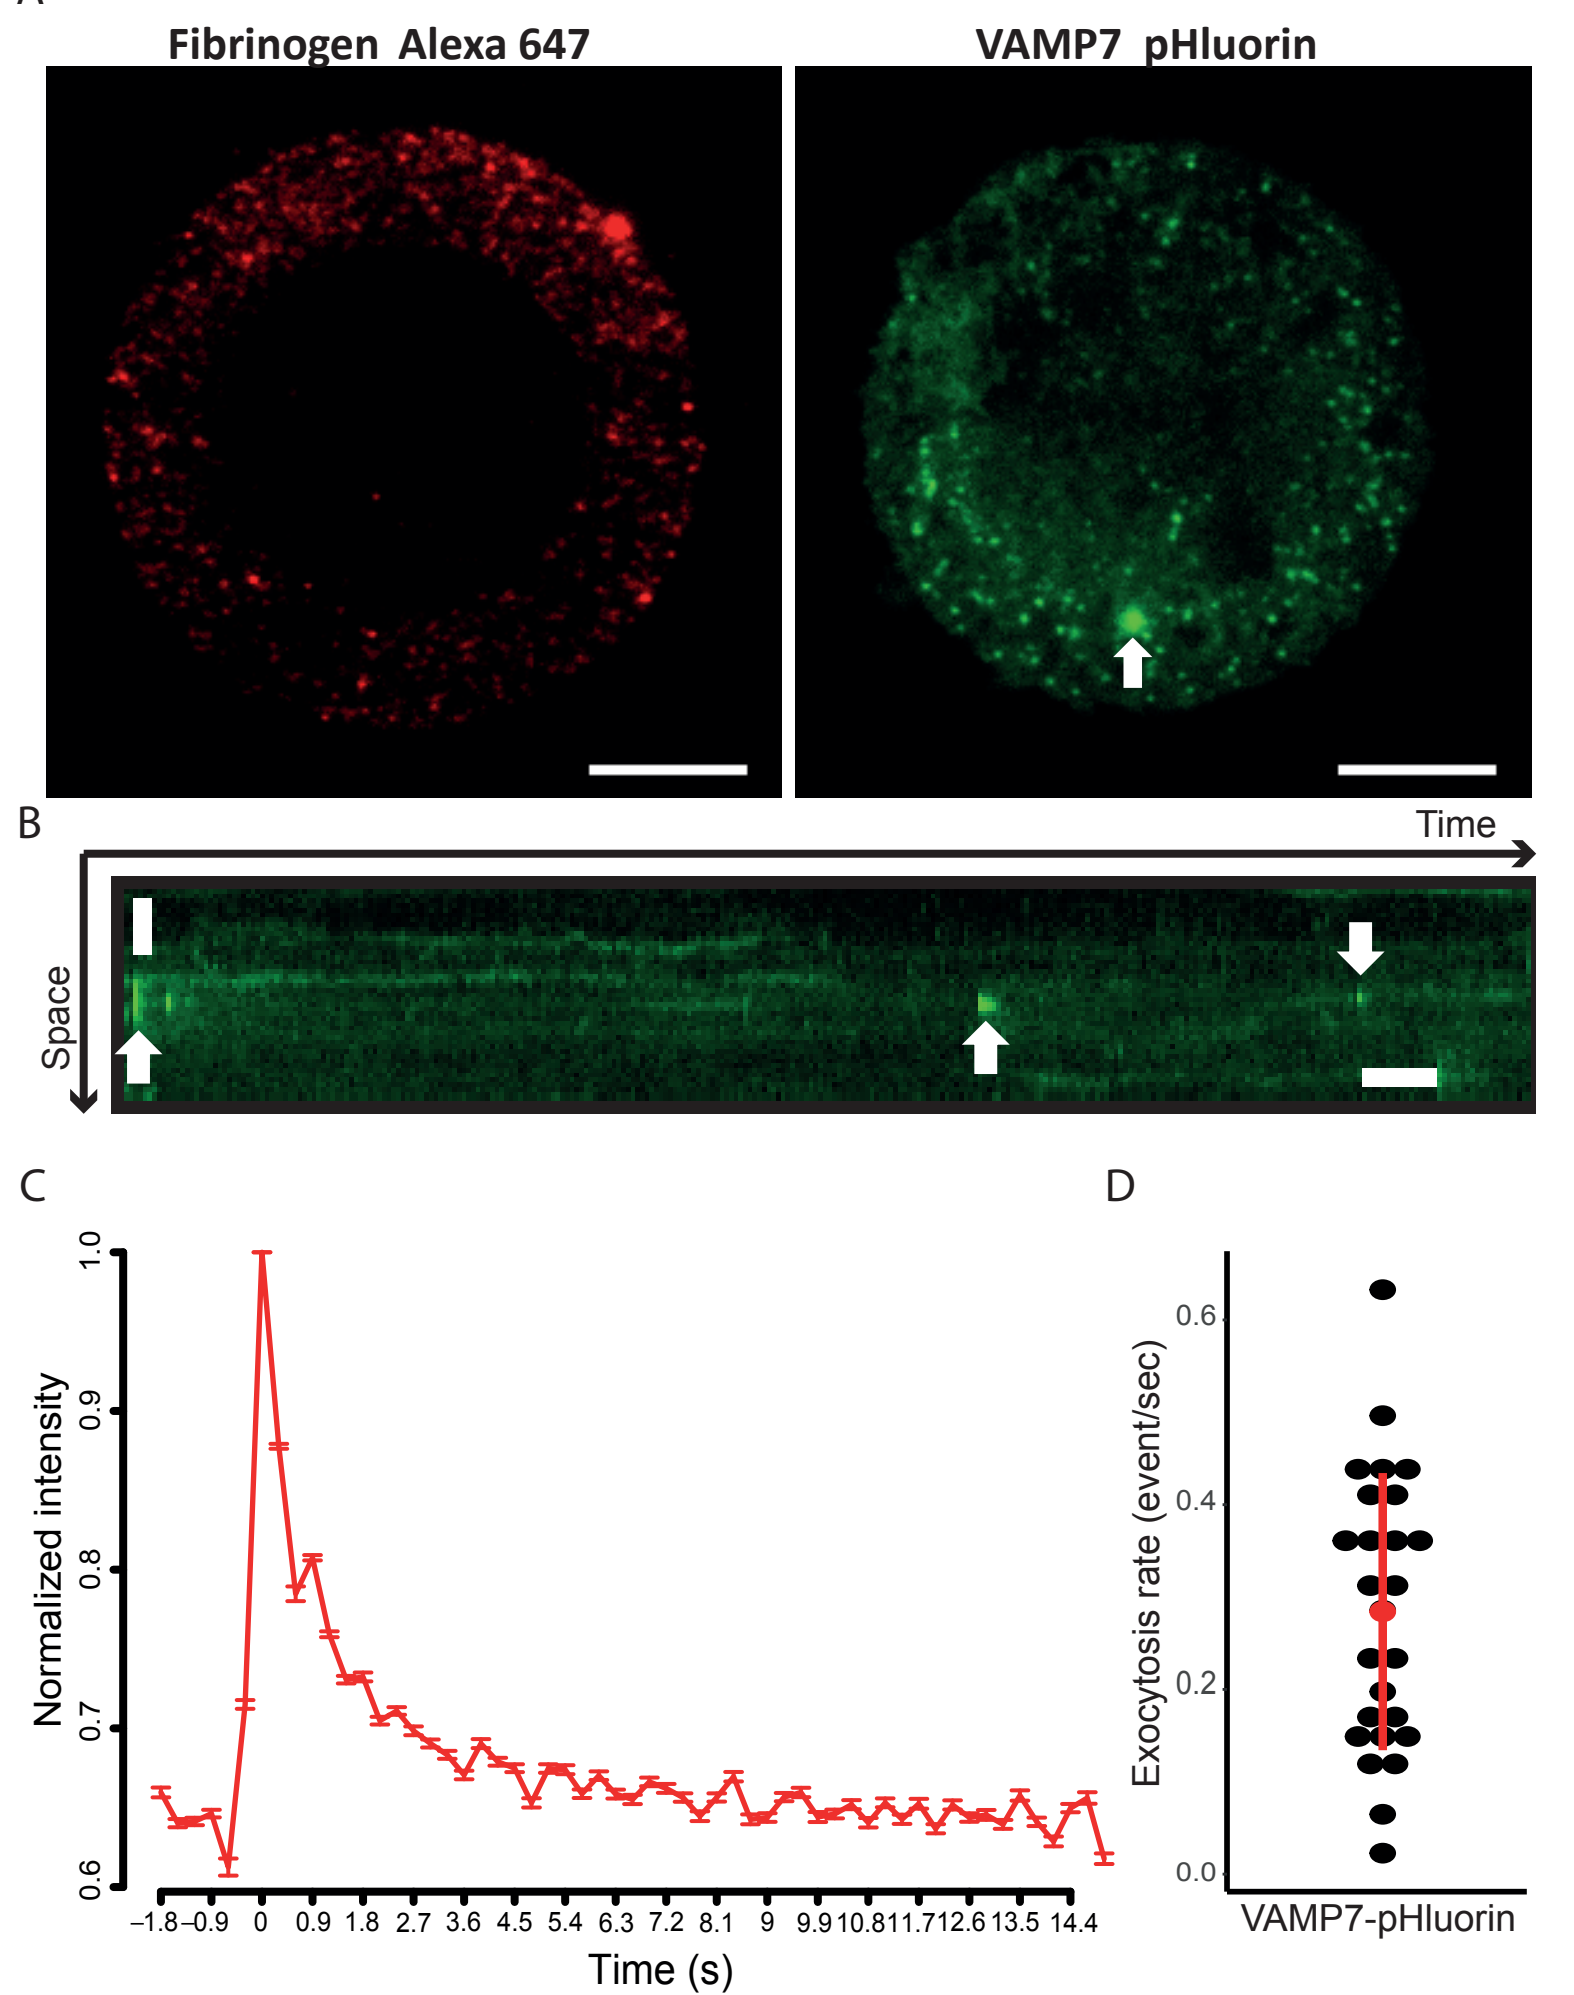 A
Fibrinogen Alexa 647
VAMP7 pHluorin
B
Time
Space
C
D
1.0
0.9
0.8
0.7
0.6
Normalized intensity
–1.8 –0.9 0 0.9 1.8 2.7 3.6 4.5 5.4 6.3 7.2 8.1 9 9.9 10.8 11.7 12.6 13.5 14.4
Time (s)
0.6
0.4
0.2
0.0
Exocytosis rate (event/sec)
VAMP7-pHluorin